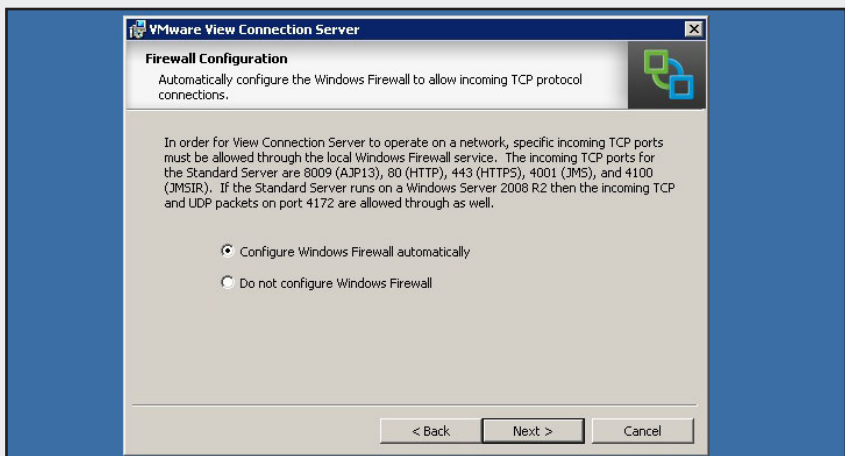 VMware View Connection Server
Firewall Configuration
Automatically configure the Windows Firewall to allow incoming TCP protocol
connections.
In order for View Connection Server to operate on a network, specific incoming TCP ports
must be allowed through the local Windows Firewall service. The incoming TCP ports for
the Standard Server are 8009 (AJP13), 80 (HTTP), 443 (HTTPS), 4001 (JMS), and 4100
(JMSIR). If the Standard Server runs on a Windows Server 2008 R2 then the incoming TCP
and UDP packets on port 4172 are allowed through as well.
Configure Windows Firewall automatically
Do not configure Windows Firewall
< Back Next > Cancel